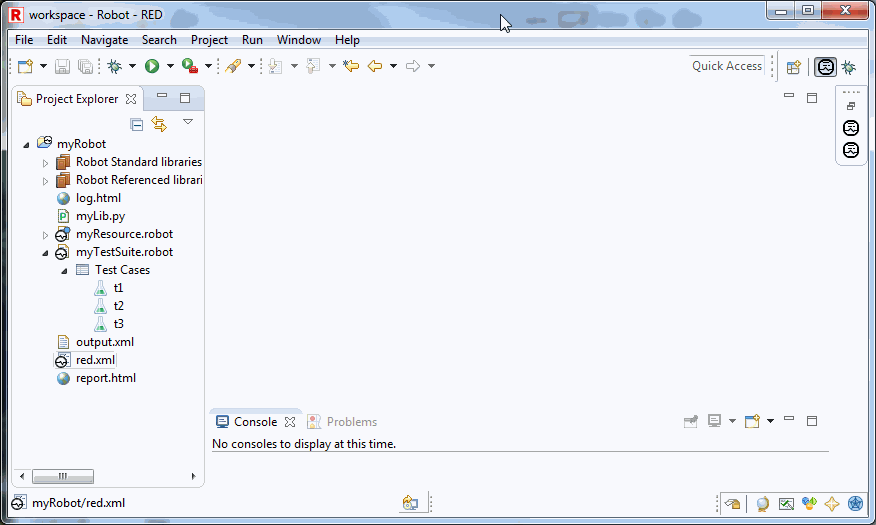 workspace - Robot - RED
File Edit Navigate Search Project Run Window Help
Quick Access
Project Explorer
myRobot
Robot Standard libraries
Robot Referenced librari
log.html
myLib.py
myResource.robot
myTestSuite.robot
Test Cases
t1
t2
t3
output.xml
red.xml
report.html
Console Problems
No consoles to display at this time.
myRobot/red.xml